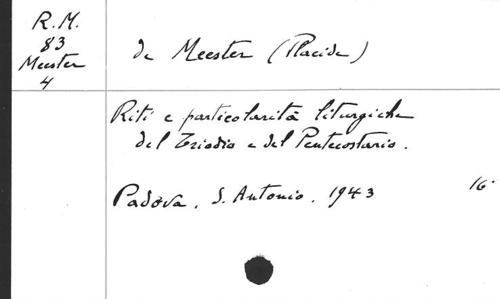 R.M.
83
Meester
4
de Meester (Placide)
Riti e particolarità liturgiche
del Triodio e del Pentecostario.
Padova, S. Antonio, 1943
16°